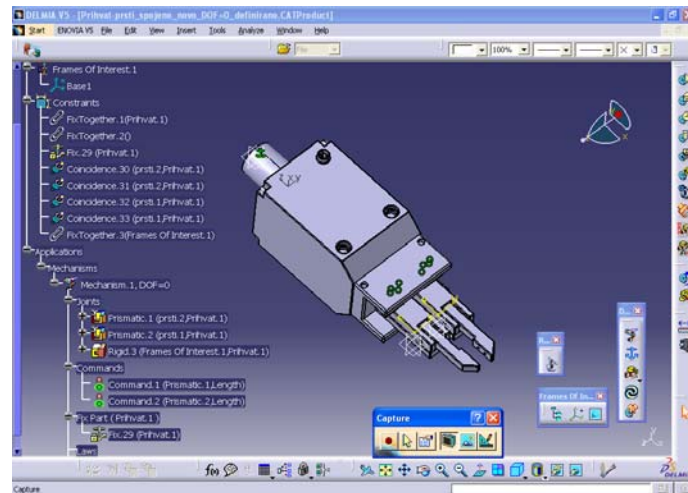 DELMIA V5 - [Prihvat-prsti_spojeno_novo_DOF=0_definirano.CATProduct]
Start ENOVIA V5 File Edit View Insert Tools Analyze Window Help
File 100%
Frames Of Interest.1
Base1
Constraints
FixTogether.1(Prihvat.1)
FixTogether.2()
Fix.29 (Prihvat.1)
Coincidence.30 (prsti.2,Prihvat.1)
Coincidence.31 (prsti.2,Prihvat.1)
Coincidence.32 (prsti.1,Prihvat.1)
Coincidence.33 (prsti.1,Prihvat.1)
FixTogether.3(Frames Of Interest.1)
Applications
Mechanisms
Mechanism.1, DOF=0
Joints
Prismatic.1 (prsti.2,Prihvat.1)
Prismatic.2 (prsti.1,Prihvat.1)
Rigid.3 (Frames Of Interest.1,Prihvat.1)
Commands
Command.1 (Prismatic.1,Length)
Command.2 (Prismatic.2,Length)
Fix Part ( Prihvat.1 )
Fix.29 (Prihvat.1)
Laws
Frames Of In...
Capture
f(x)
Capture